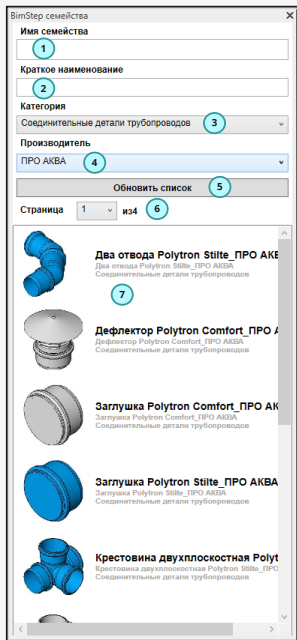 BimStep семейства
Имя семейства
1
Краткое наименование
2
Категория
Соединительные детали трубопроводов 3
Производитель
ПРО АКВА 4
Обновить список 5
Страница 1 из4 6
Два отвода Polytron Stilte_ПРО АКВ
Два отвода Polytron Stilte_ПРО АКВА
Соединительные детали трубопроводов
7
Дефлектор Polytron Comfort_ПРО А
Дефлектор Polytron Comfort_ПРО АКВА
Соединительные детали трубопроводов
Заглушка Polytron Comfort_ПРО АК
Заглушка Polytron Comfort_ПРО АКВА
Соединительные детали трубопроводов
Заглушка Polytron Stilte_ПРО АКВА
Заглушка Polytron Stilte_ПРО АКВА
Соединительные детали трубопроводов
Крестовина двухплоскостная Polyt
Крестовина двухплоскостная Polytron Stilte_ПРО
Соединительные детали трубопроводов